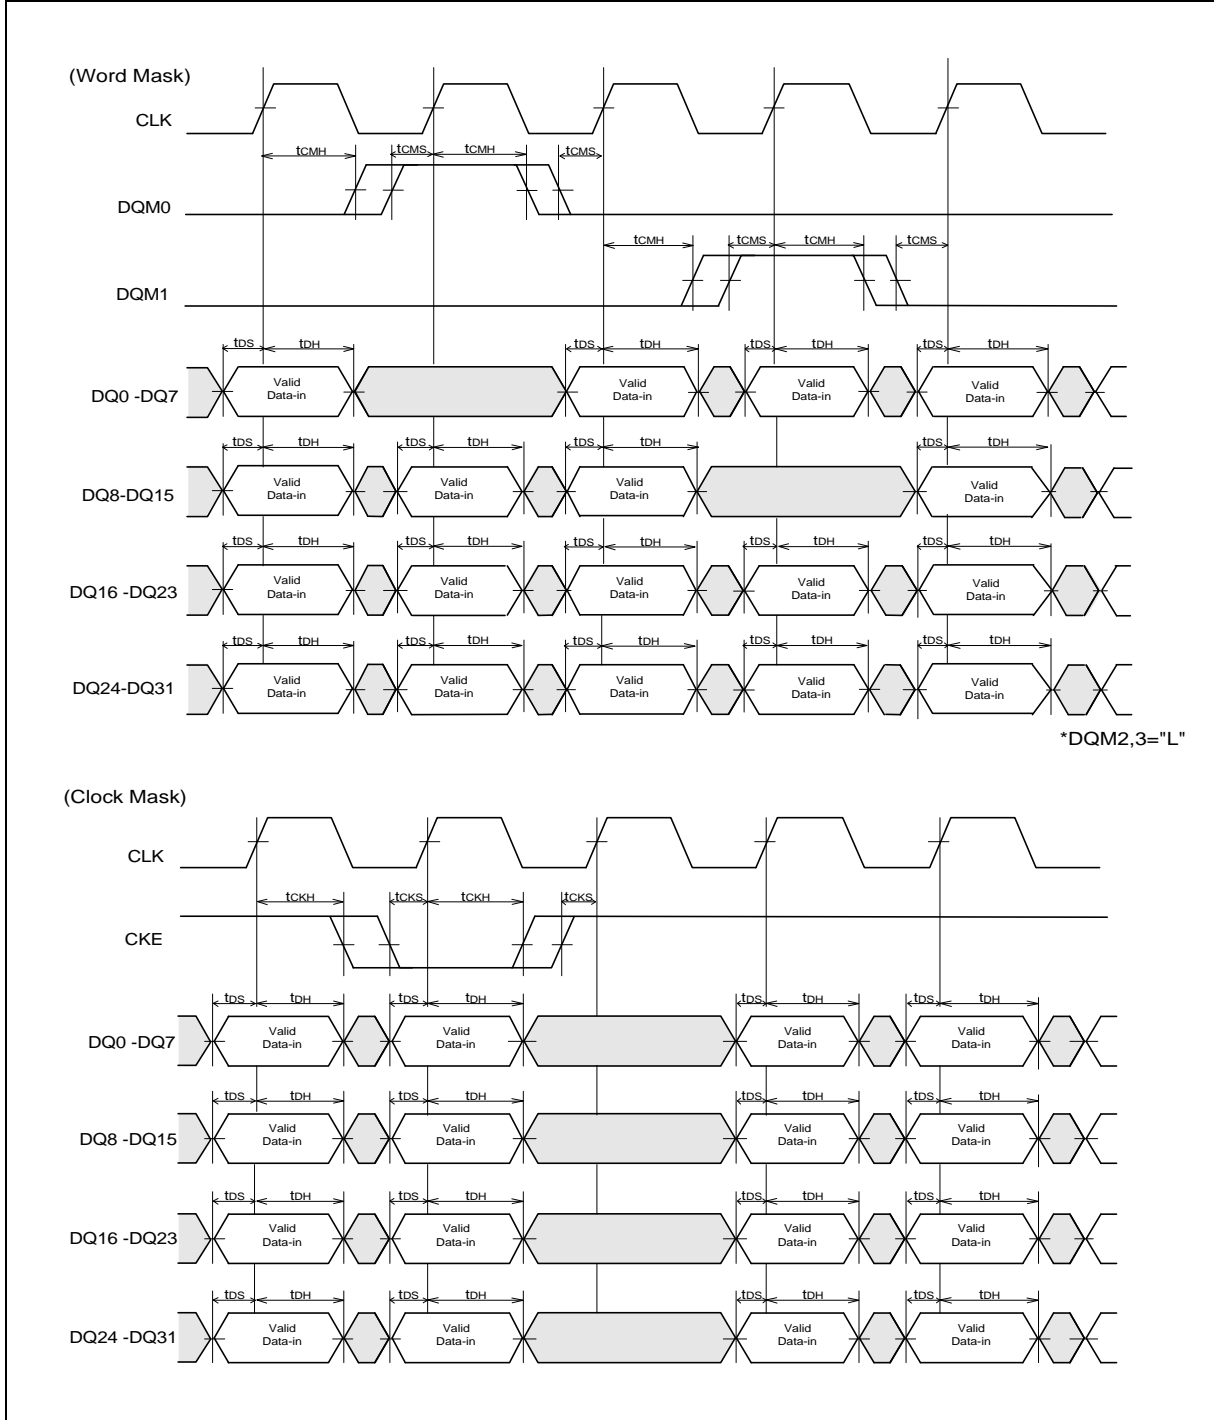 (Word Mask)
CLK
tCMH tCMS tCMH tCMS
DQM0
tCMH tCMS tCMH tCMS
DQM1
tDS tDH tDS tDH tDS tDH tDS tDH
DQ0 -DQ7
Valid Data-in Valid Data-in Valid Data-in Valid Data-in
tDS tDH tDS tDH tDS tDH tDS tDH
DQ8-DQ15
Valid Data-in Valid Data-in Valid Data-in Valid Data-in
tDS tDH tDS tDH tDS tDH tDS tDH tDS tDH
DQ16 -DQ23
Valid Data-in Valid Data-in Valid Data-in Valid Data-in Valid Data-in
tDS tDH tDS tDH tDS tDH tDS tDH tDS tDH
DQ24-DQ31
Valid Data-in Valid Data-in Valid Data-in Valid Data-in Valid Data-in
*DQM2,3="L"
(Clock Mask)
CLK
tCKH tCKS tCKH tCKS
CKE
tDS tDH tDS tDH tDS tDH tDS tDH
DQ0 -DQ7
Valid Data-in Valid Data-in Valid Data-in Valid Data-in
tDS tDH tDS tDH tDS tDH tDS tDH
DQ8 -DQ15
Valid Data-in Valid Data-in Valid Data-in Valid Data-in
tDS tDH tDS tDH tDS tDH tDS tDH
DQ16 -DQ23
Valid Data-in Valid Data-in Valid Data-in Valid Data-in
tDS tDH tDS tDH tDS tDH tDS tDH
DQ24 -DQ31
Valid Data-in Valid Data-in Valid Data-in Valid Data-in